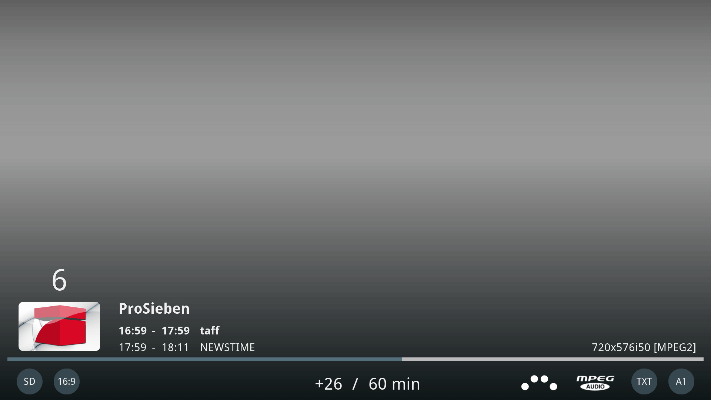 6
ProSieben
16:59 - 17:59 taff
17:59 - 18:11 NEWSTIME
720x576i50 [MPEG2]
SD 16:9 +26 / 60 min MPEG AUDIO TXT A1